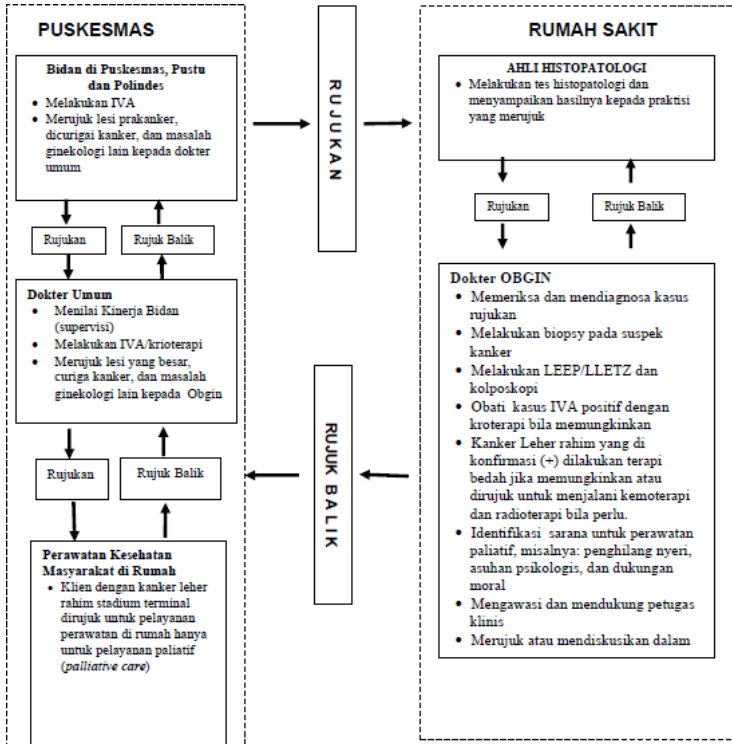 PUSKESMAS
Bidan di Puskesmas, Pustu
dan Polindes
• Melakukan IVA
• Merujuk lesi prakanker,
dicurigai kanker, dan masalah
ginekologi lain kepada dokter
umum
Rujukan
Rujuk Balik
Dokter Umum
• Menilai Kinerja Bidan
(supervisi)
• Melakukan IVA/krioterapi
• Merujuk lesi yang besar,
curiga kanker, dan masalah
ginekologi lain kepada Obgin
Rujukan
Rujuk Balik
Perawatan Kesehatan
Masyarakat di Rumah
• Klien dengan kanker leher
rahim stadium terminal
dirujuk untuk pelayanan
perawatan di rumah hanya
untuk pelayanan paliatif
(palliative care)
RUJUKAN
RUJUK BALIK
RUMAH SAKIT
AHLI HISTOPATOLOGI
• Melakukan tes histopatologi dan
menyampaikan hasilnya kepada praktisi
yang merujuk
Rujukan
Rujuk Balik
Dokter OBGIN
• Memeriksa dan mendiagnosa kasus
rujukan
• Melakukan biopsy pada suspek
kanker
• Melakukan LEEP/LLETZ dan
kolposkopi
• Obati kasus IVA positif dengan
kroterapi bila memungkinkan
• Kanker Leher rahim yang di
konfirmasi (+) dilakukan terapi
bedah jika memungkinkan atau
dirujuk untuk menjalani kemoterapi
dan radioterapi bila perlu.
• Identifikasi sarana untuk perawatan
paliatif, misalnya: penghilang nyeri,
asuhan psikologis, dan dukungan
moral
• Mengawasi dan mendukung petugas
klinis
• Merujuk atau mendiskusikan dalam